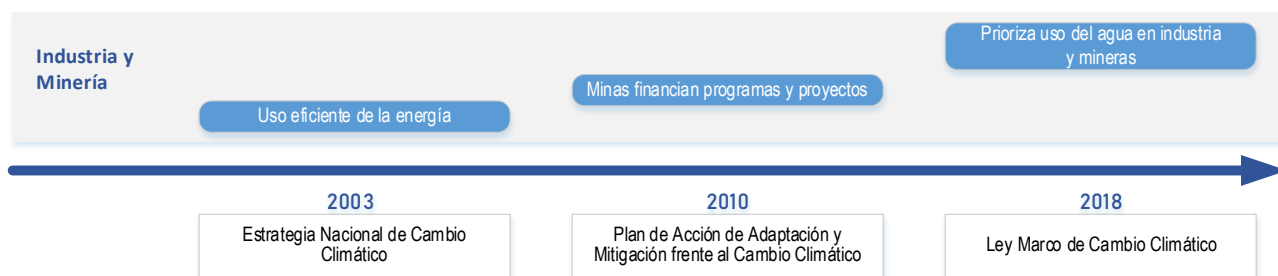 Industria y
Minería
Prioriza uso del agua en industria
y mineras
Minas financian programas y proyectos
Uso eficiente de la energía
2003
2010
2018
Estrategia Nacional de Cambio
Climático
Plan de Acción de Adaptación y
Mitigación frente al Cambio Climático
Ley Marco de Cambio Climático